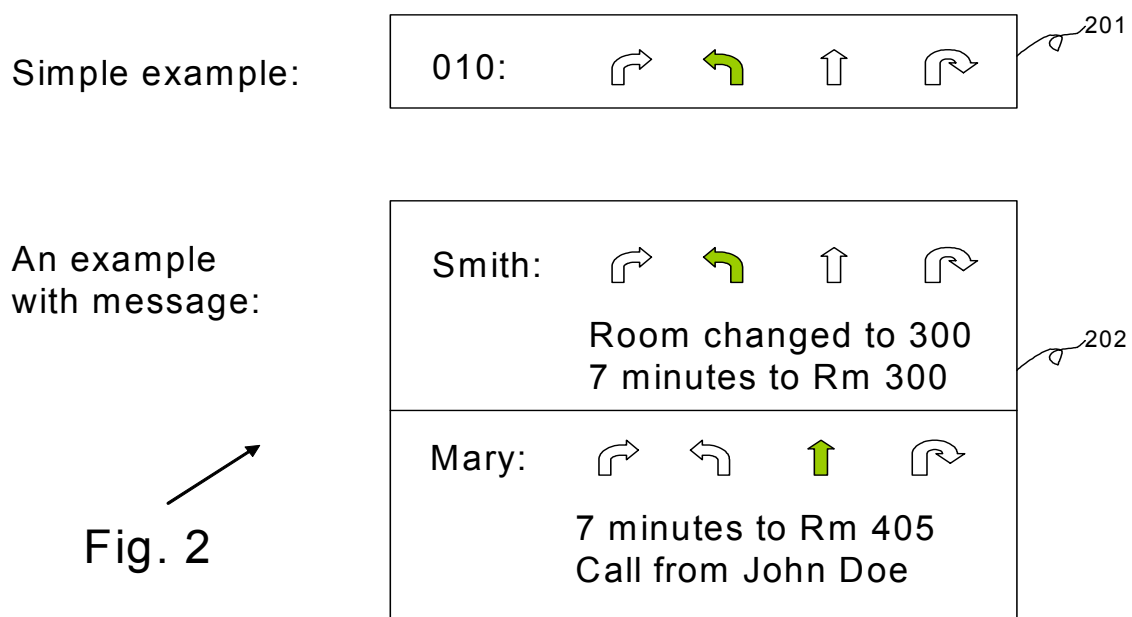 Simple example:
010:
201
An example
with message:
Smith:
Room changed to 300
7 minutes to Rm 300
202
Mary:
7 minutes to Rm 405
Call from John Doe
Fig. 2